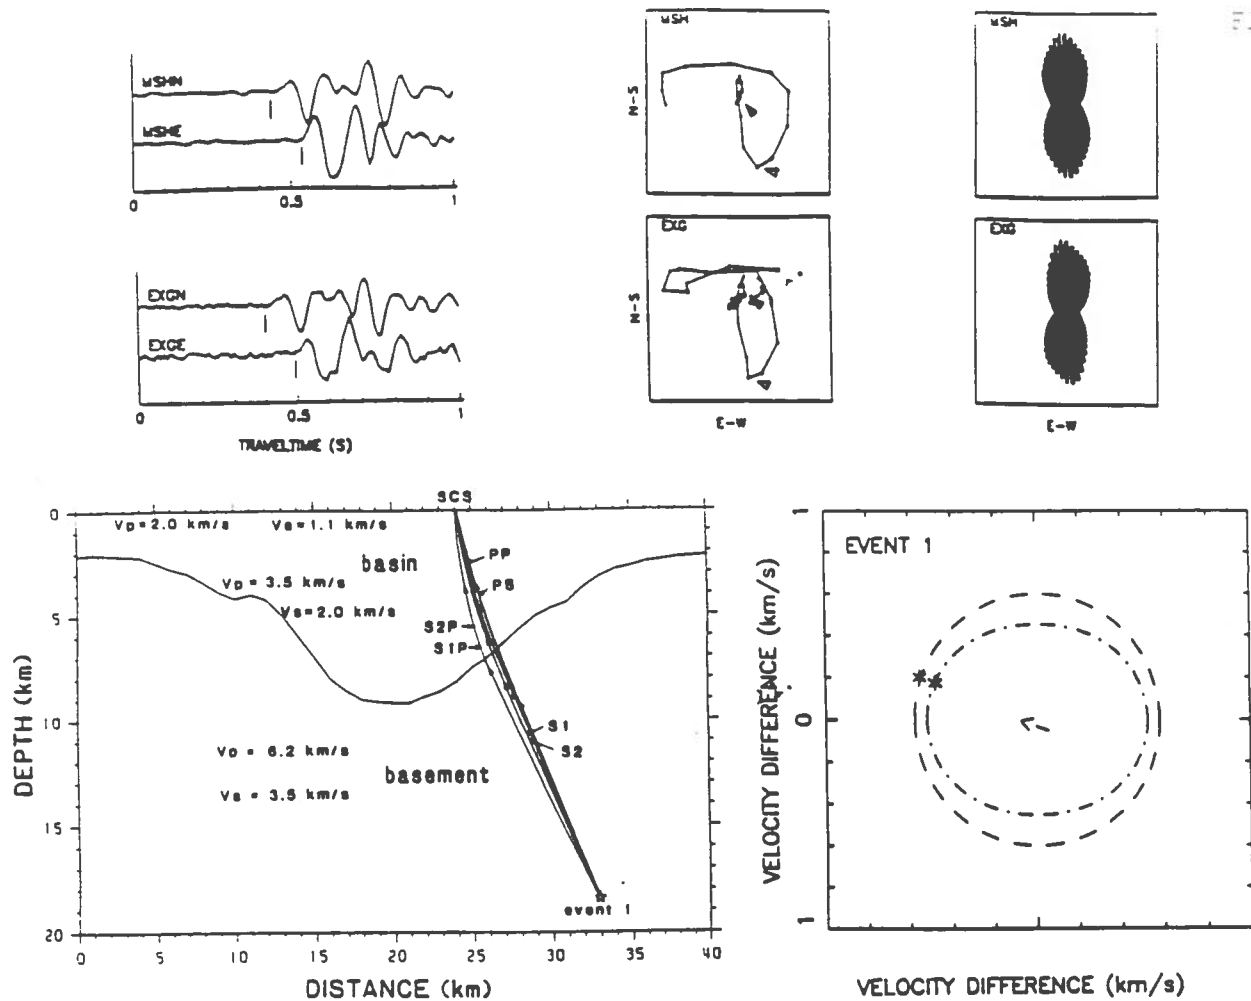 WSHN
WSHE
0 0.5 1
EXGN
EXGE
0 0.5 1
TRAVELTIME (S)
WSH
N-S
EXG
N-S
E-W
WSH
EXG
E-W
SCS
0
Vp=2.0 km/s Vs=1.1 km/s
basin
PP
Vp = 3.5 km/s
PS
Vs=2.0 km/s
5
S2P
S1P
10
S1
Vp = 6.2 km/s
S2
basement
Vs = 3.5 km/s
15
event 1
20
0 5 10 15 20 25 30 35 40
DEPTH (km)
DISTANCE (km)
1
EVENT 1
0
1
VELOCITY DIFFERENCE (km/s)
VELOCITY DIFFERENCE (km/s)